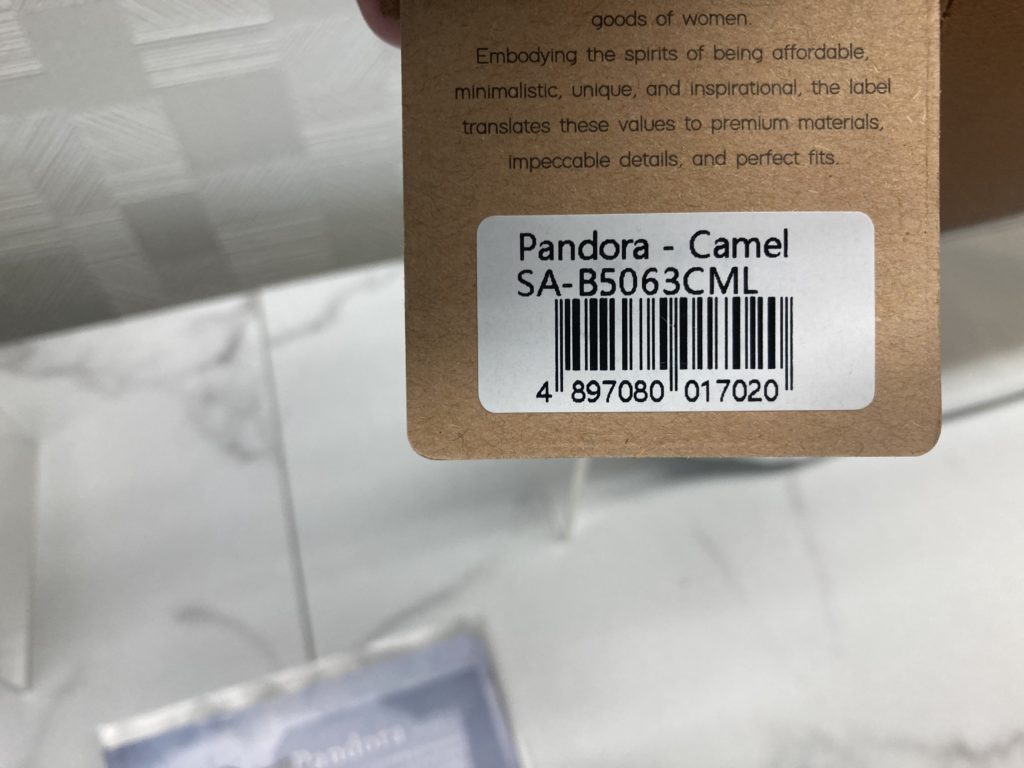 goods of women.
Embodying the spirits of being affordable,
minimalistic, unique, and inspirational, the label
translates these values to premium materials,
impeccable details, and perfect fits.
Pandora - Camel
SA-B5063CML
4 897080 017020
Pandora